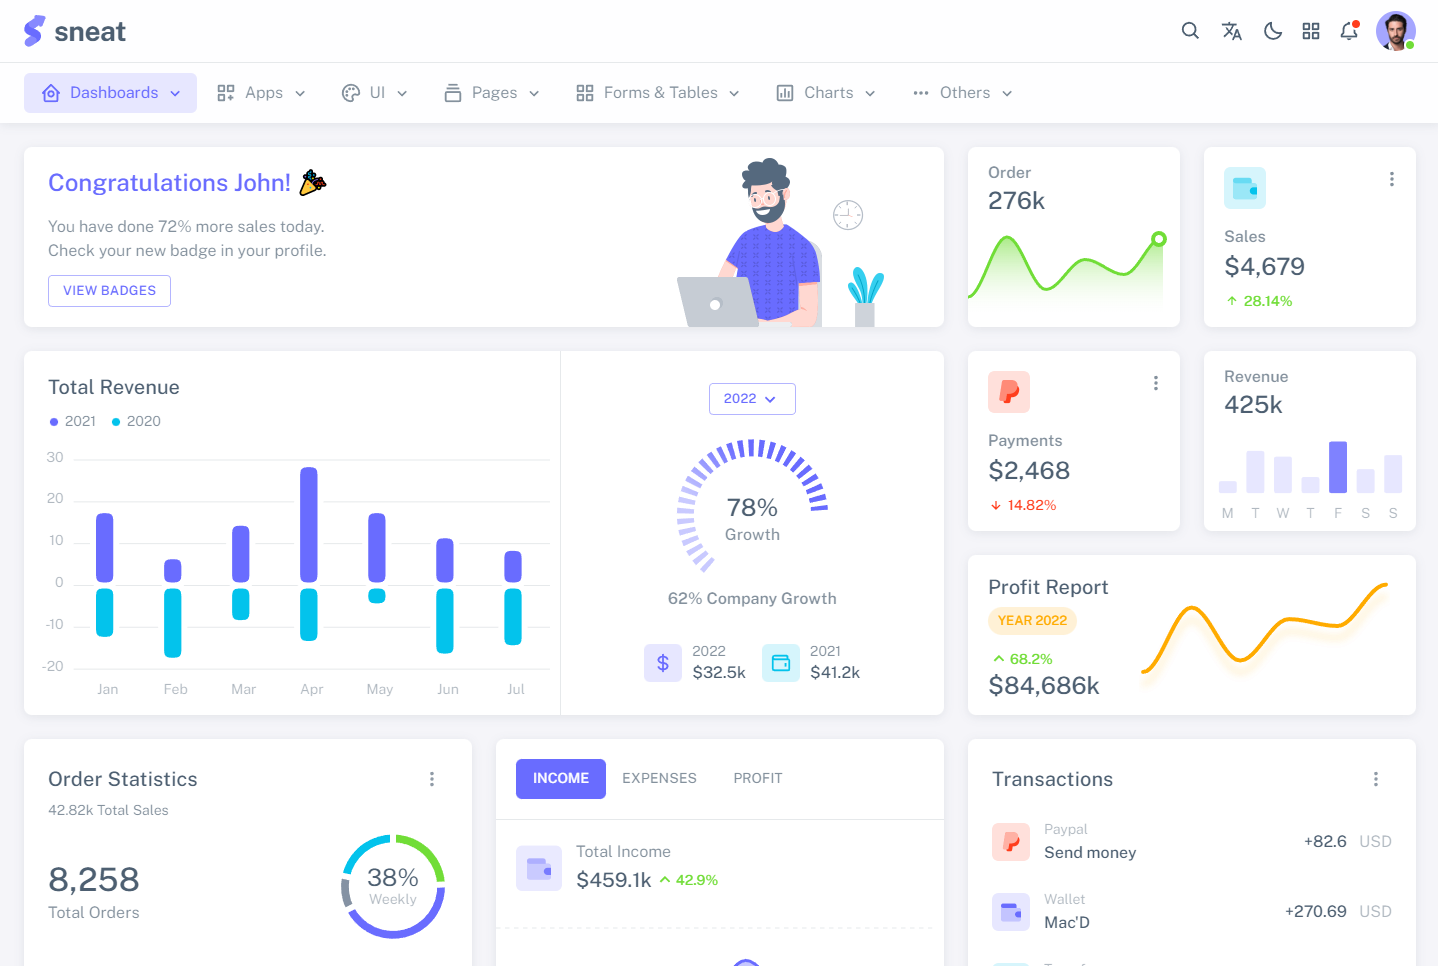 sneat
Dashboards
Apps
UI
Pages
Forms & Tables
Charts
Others
Congratulations John! 🎉
You have done 72% more sales today.
Check your new badge in your profile.
VIEW BADGES
Order
276k
Sales
$4,679
28.14%
Total Revenue
2021
2020
30
20
10
0
-10
-20
Jan
Feb
Mar
Apr
May
Jun
Jul
2022
78%
Growth
62% Company Growth
2022
$32.5k
2021
$41.2k
Payments
$2,468
14.82%
Revenue
425k
M T W T F S S
Profit Report
YEAR 2022
68.2%
$84,686k
Order Statistics
42.82k Total Sales
8,258
Total Orders
38%
Weekly
INCOME
EXPENSES
PROFIT
Total Income
$459.1k
42.9%
Transactions
Paypal
Send money
+82.6 USD
Wallet
Mac'D
+270.69 USD